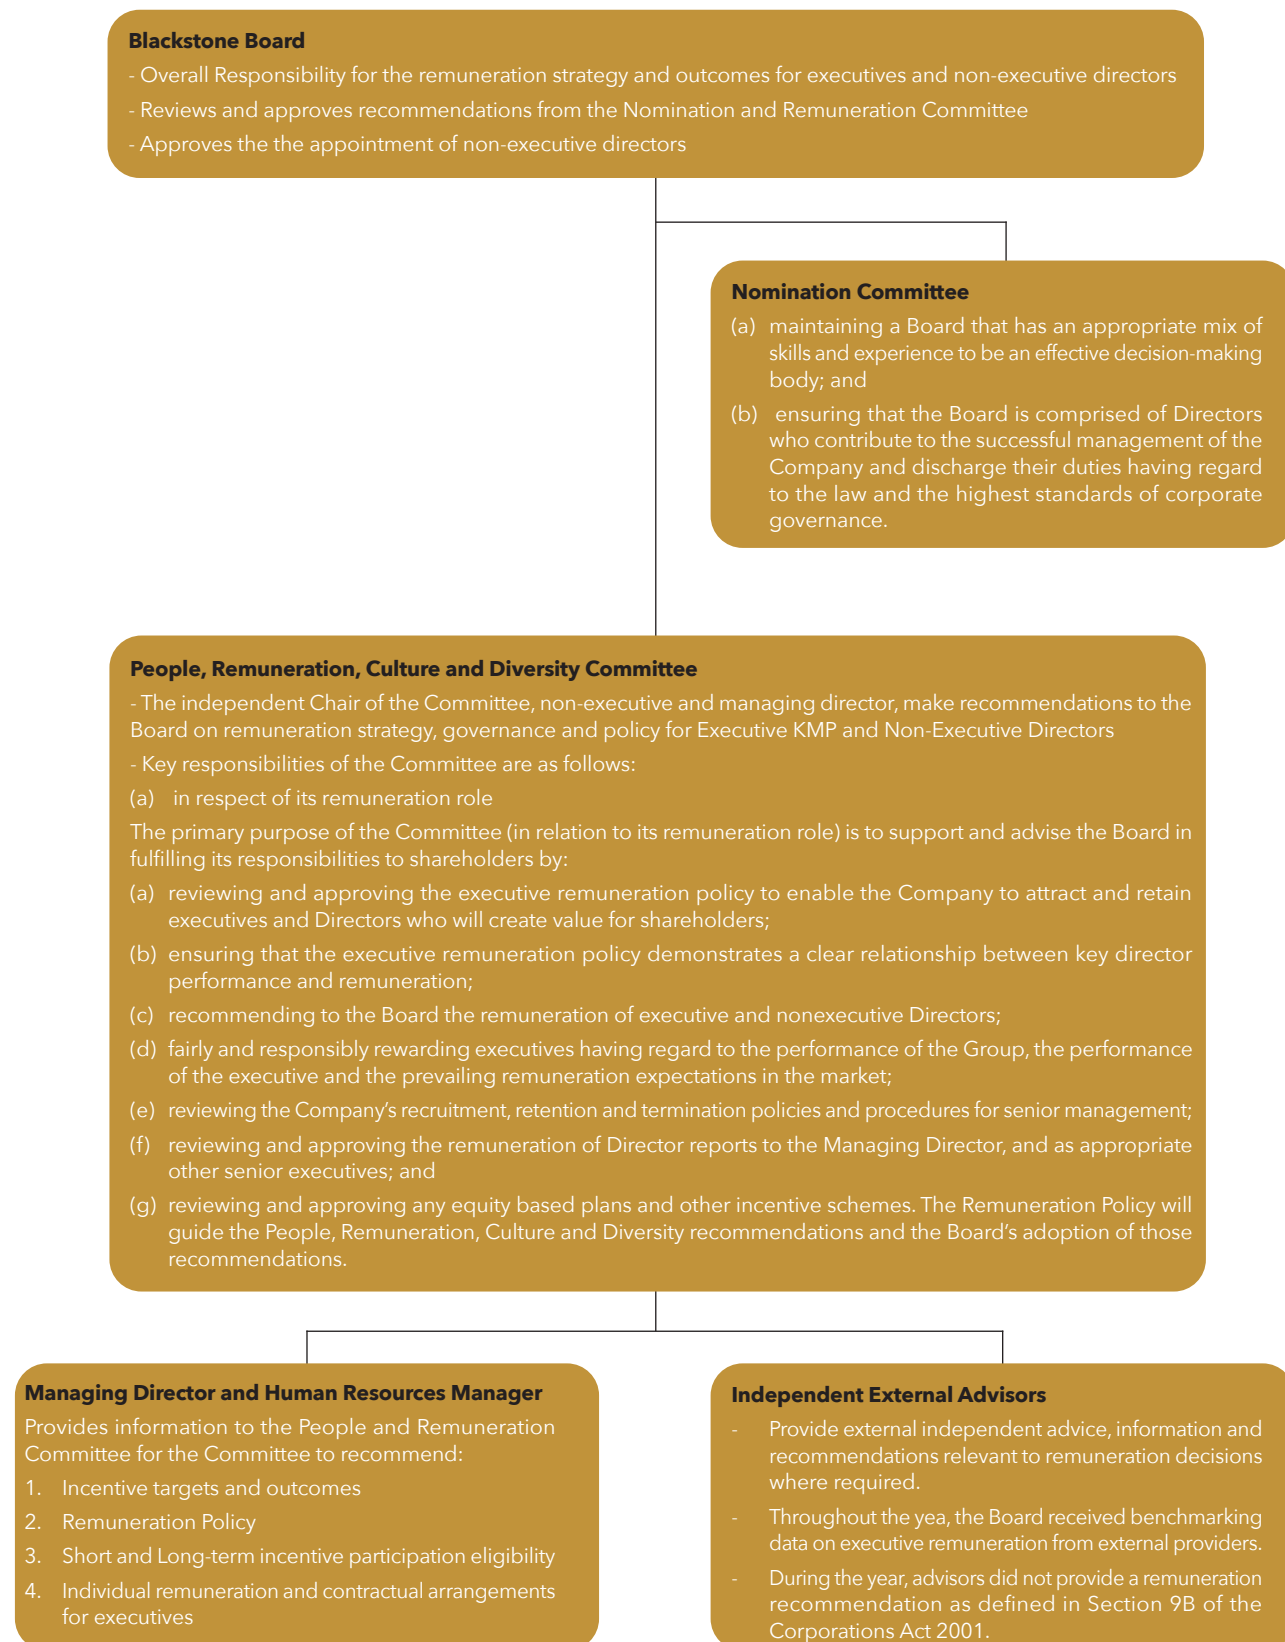 Blackstone Board
- Overall Responsibility for the remuneration strategy and outcomes for executives and non-executive directors
- Reviews and approves recommendations from the Nomination and Remuneration Committee
- Approves the the appointment of non-executive directors
Nomination Committee
(a) maintaining a Board that has an appropriate mix of
skills and experience to be an effective decision-making
body; and
(b) ensuring that the Board is comprised of Directors
who contribute to the successful management of the
Company and discharge their duties having regard
to the law and the highest standards of corporate
governance.
People, Remuneration, Culture and Diversity Committee
- The independent Chair of the Committee, non-executive and managing director, make recommendations to the
Board on remuneration strategy, governance and policy for Executive KMP and Non-Executive Directors
- Key responsibilities of the Committee are as follows:
(a) in respect of its remuneration role
The primary purpose of the Committee (in relation to its remuneration role) is to support and advise the Board in
fulfilling its responsibilities to shareholders by:
(a) reviewing and approving the executive remuneration policy to enable the Company to attract and retain
executives and Directors who will create value for shareholders;
(b) ensuring that the executive remuneration policy demonstrates a clear relationship between key director
performance and remuneration;
(c) recommending to the Board the remuneration of executive and nonexecutive Directors;
(d) fairly and responsibly rewarding executives having regard to the performance of the Group, the performance
of the executive and the prevailing remuneration expectations in the market;
(e) reviewing the Company's recruitment, retention and termination policies and procedures for senior management;
(f) reviewing and approving the remuneration of Director reports to the Managing Director, and as appropriate
other senior executives; and
(g) reviewing and approving any equity based plans and other incentive schemes. The Remuneration Policy will
guide the People, Remuneration, Culture and Diversity recommendations and the Board's adoption of those
recommendations.
Managing Director and Human Resources Manager
Provides information to the People and Remuneration
Committee for the Committee to recommend:
1. Incentive targets and outcomes
2. Remuneration Policy
3. Short and Long-term incentive participation eligibility
4. Individual remuneration and contractual arrangements
for executives
Independent External Advisors
- Provide external independent advice, information and
recommendations relevant to remuneration decisions
where required.
- Throughout the yea, the Board received benchmarking
data on executive remuneration from external providers.
- During the year, advisors did not provide a remuneration
recommendation as defined in Section 9B of the
Corporations Act 2001.